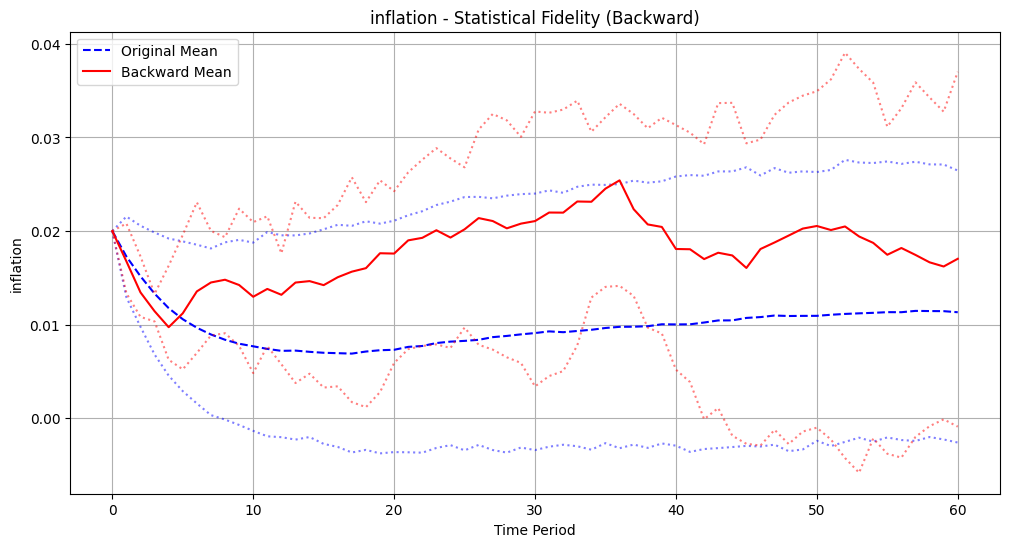 inflation - Statistical Fidelity (Backward)
Original Mean
Backward Mean
inflation
0.04
0.03
0.02
0.01
0.00
0 10 20 30 40 50 60
Time Period